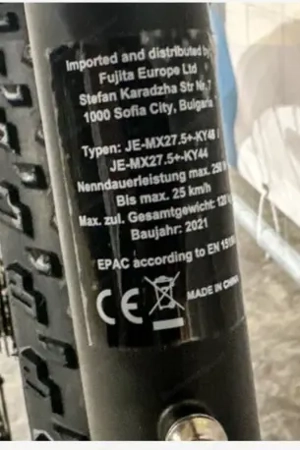 Imported and distributed by
Fujita Europe Ltd
Stefan Karadzha Str Nr. 7
1000 Sofia City, Bulgaria
Typen: JE-MX27.5+-KY48
JE-MX27.5+-KY44
Nenndauerleistung max.
Bis max. 25 km/h
Max. zul. Gesamtgewicht:
Baujahr: 2021
EPAC according to EN
CE MADE IN CHINA